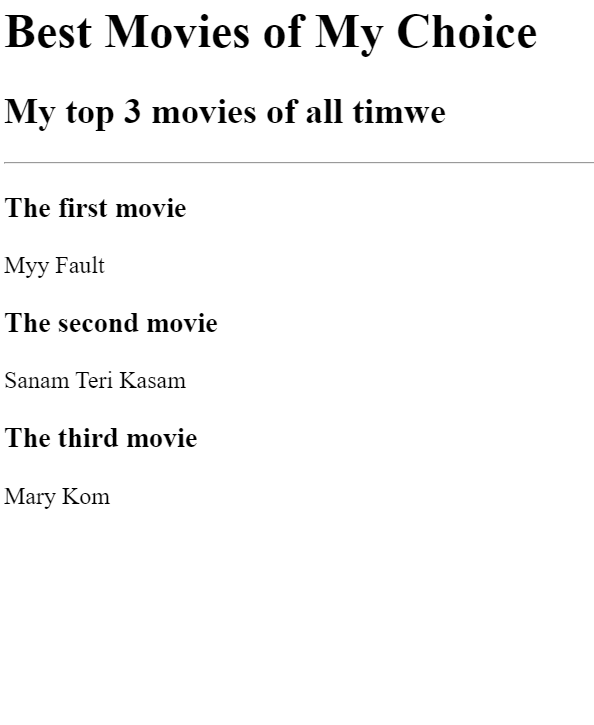 Best Movies of My Choice
My top 3 movies of all timwe
The first movie
Myy Fault
The second movie
Sanam Teri Kasam
The third movie
Mary Kom